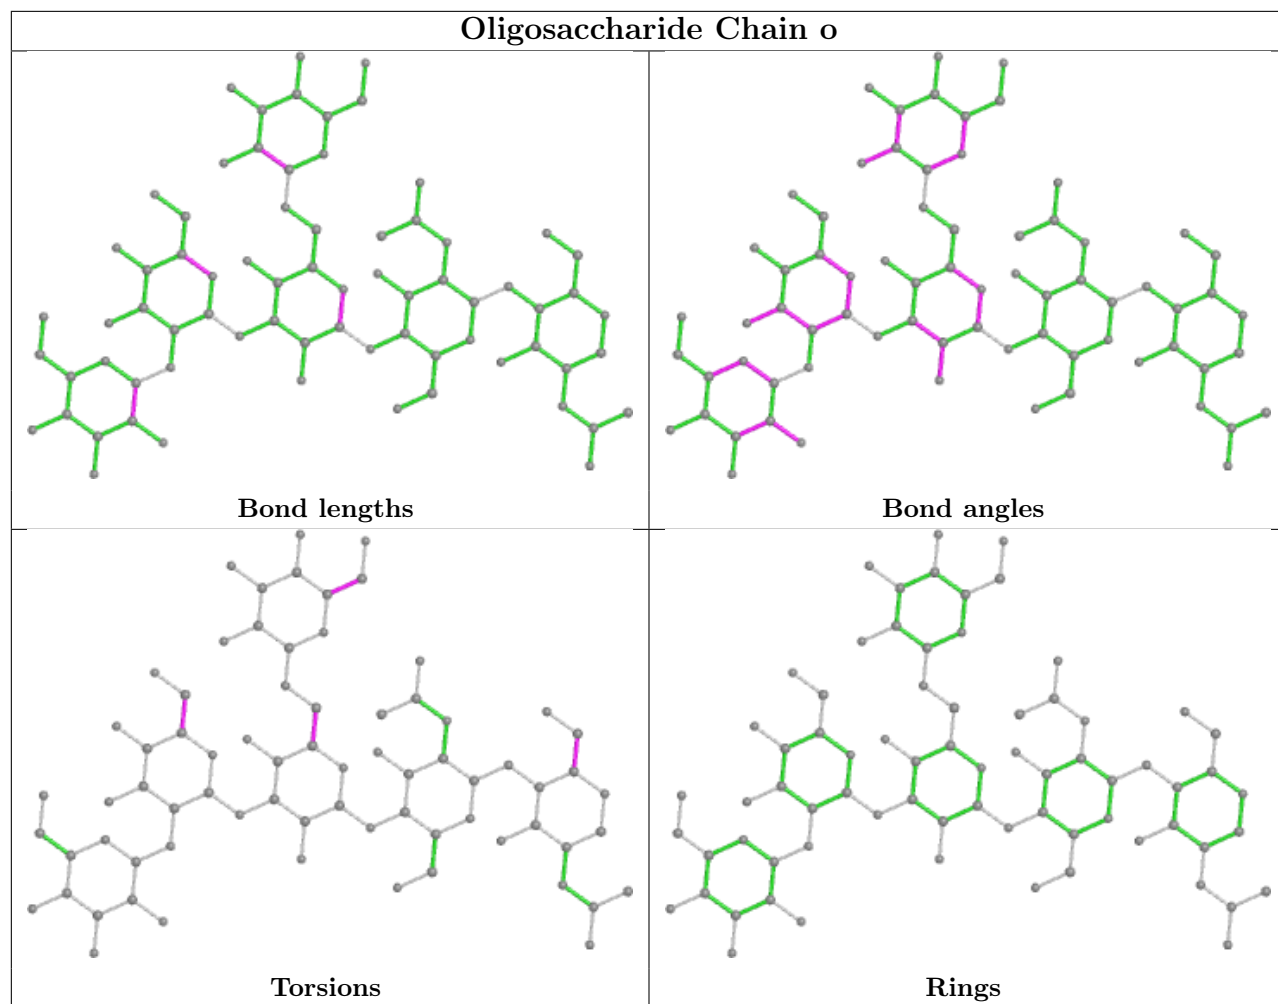 Oligosaccharide Chain o
Bond lengths
Bond angles
Torsions
Rings